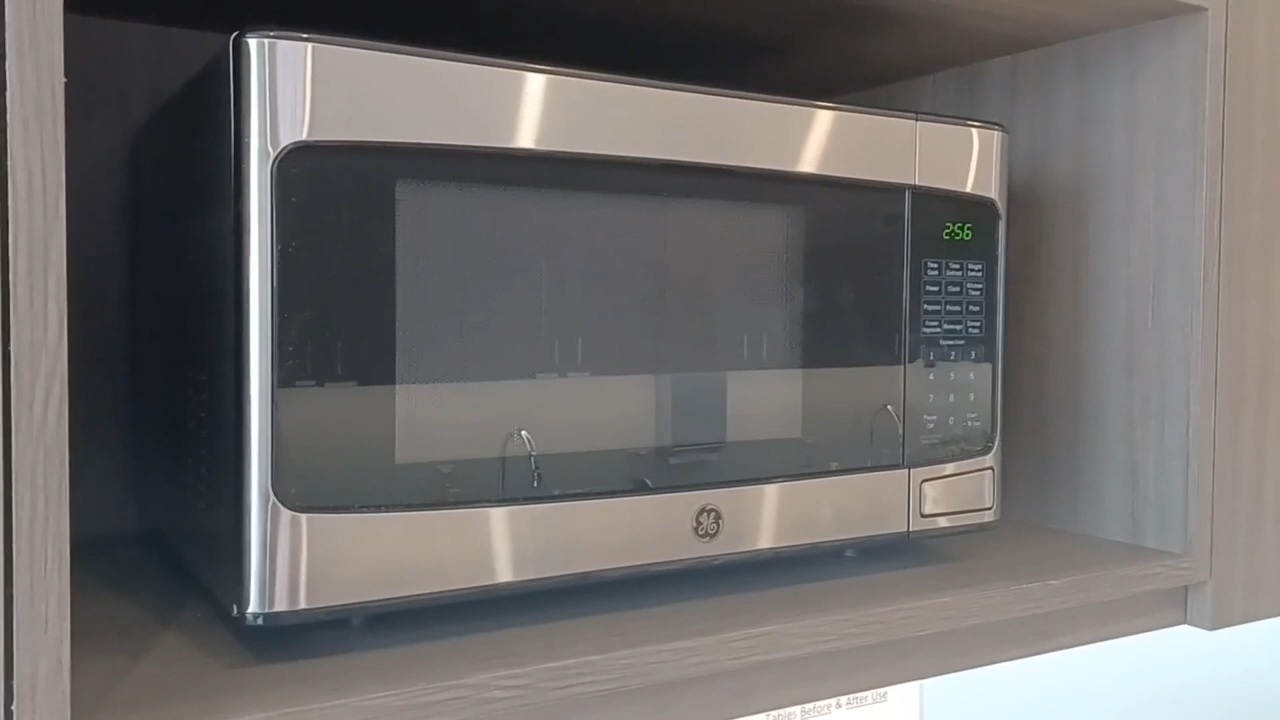 2:56
Time Cook
Time Defrost
Weight Defrost
Power
Clock
Kitchen Timer
Popcorn
Potato
Pizza
Frozen Vegetable
Beverage
Dinner Plate
Express Cook
1 2 3
4 5 6
7 8 9
Pause Off
0
Start
GE
Tables Before & After Use